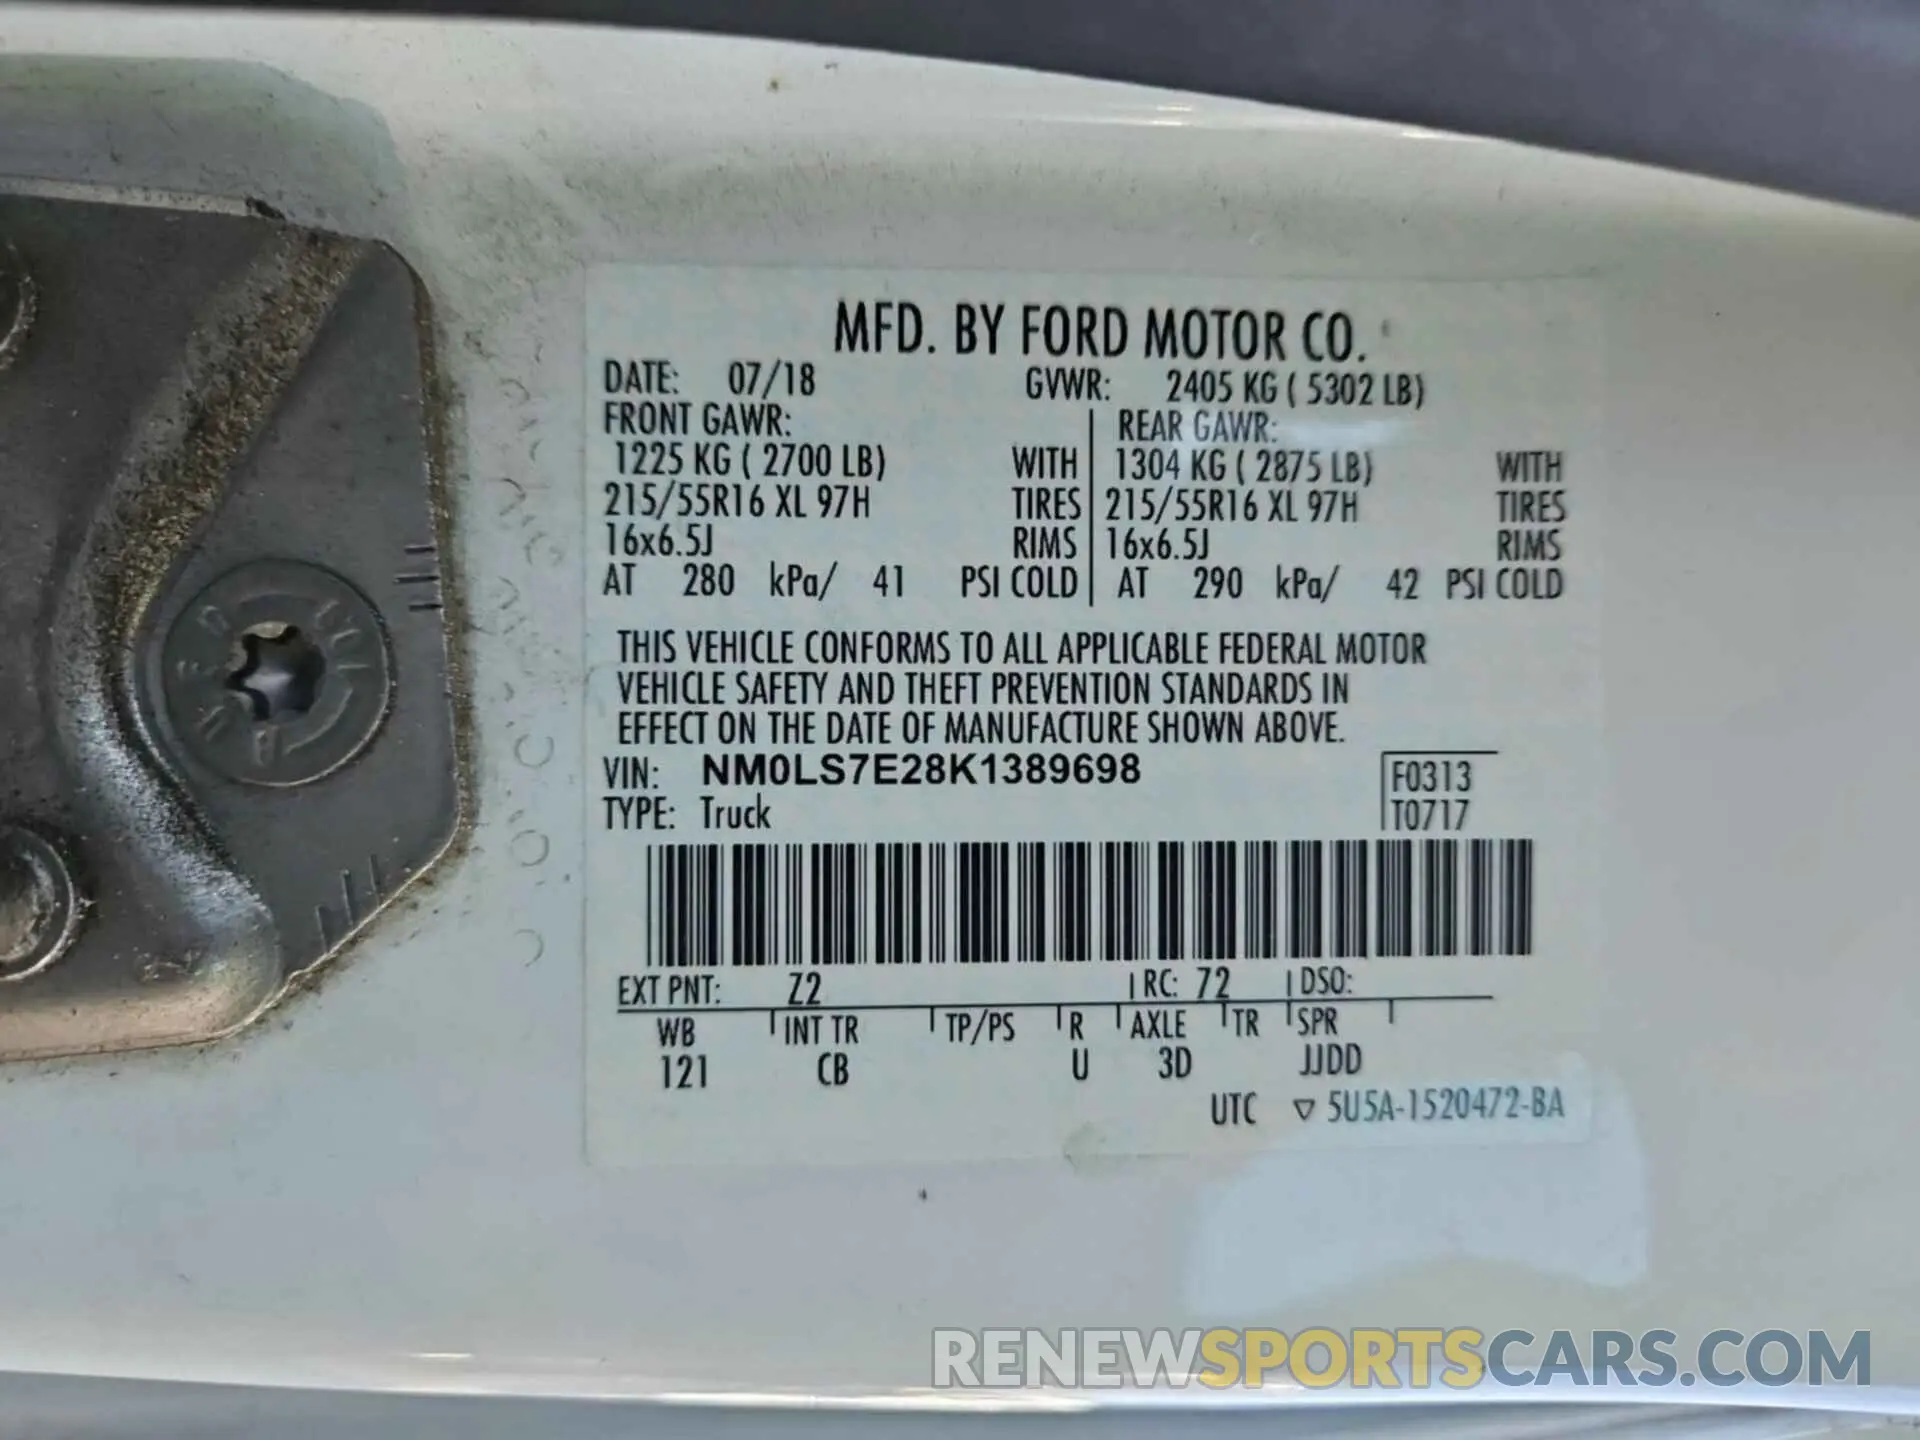 MFD. BY FORD MOTOR CO.
DATE: 07/18 GVWR: 2405 KG ( 5302 LB)
FRONT GAWR: REAR GAWR:
1225 KG ( 2700 LB) WITH 1304 KG ( 2875 LB) WITH
215/55R16 XL 97H TIRES 215/55R16 XL 97H TIRES
16x6.5J RIMS 16x6.5J RIMS
AT 280 kPa/ 41 PSI COLD AT 290 kPa/ 42 PSI COLD
THIS VEHICLE CONFORMS TO ALL APPLICABLE FEDERAL MOTOR
VEHICLE SAFETY AND THEFT PREVENTION STANDARDS IN
EFFECT ON THE DATE OF MANUFACTURE SHOWN ABOVE.
VIN: NM0LS7E28K1389698 F0313
TYPE: Truck T0717
EXT PNT: Z2 RC: 72 DSO:
WB INT TR TP/PS R AXLE TR SPR
121 CB U 3D JJDD
UTC ▽ 5U5A-1520472-BA
RENEWSPORTSCARS.COM